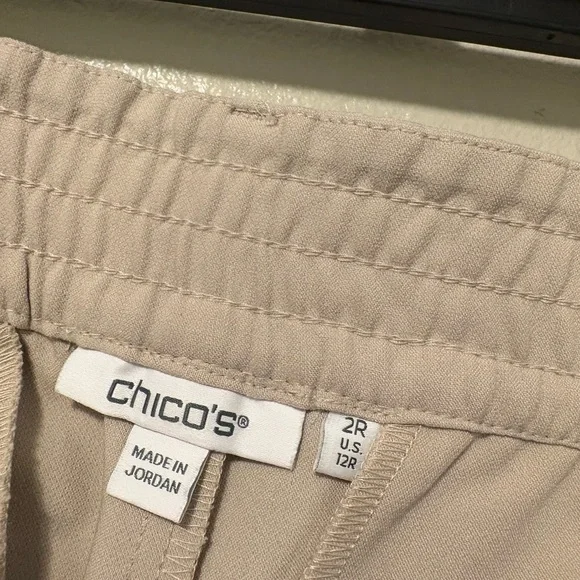 chico's®
MADE IN
JORDAN
2R
U.S.
12R